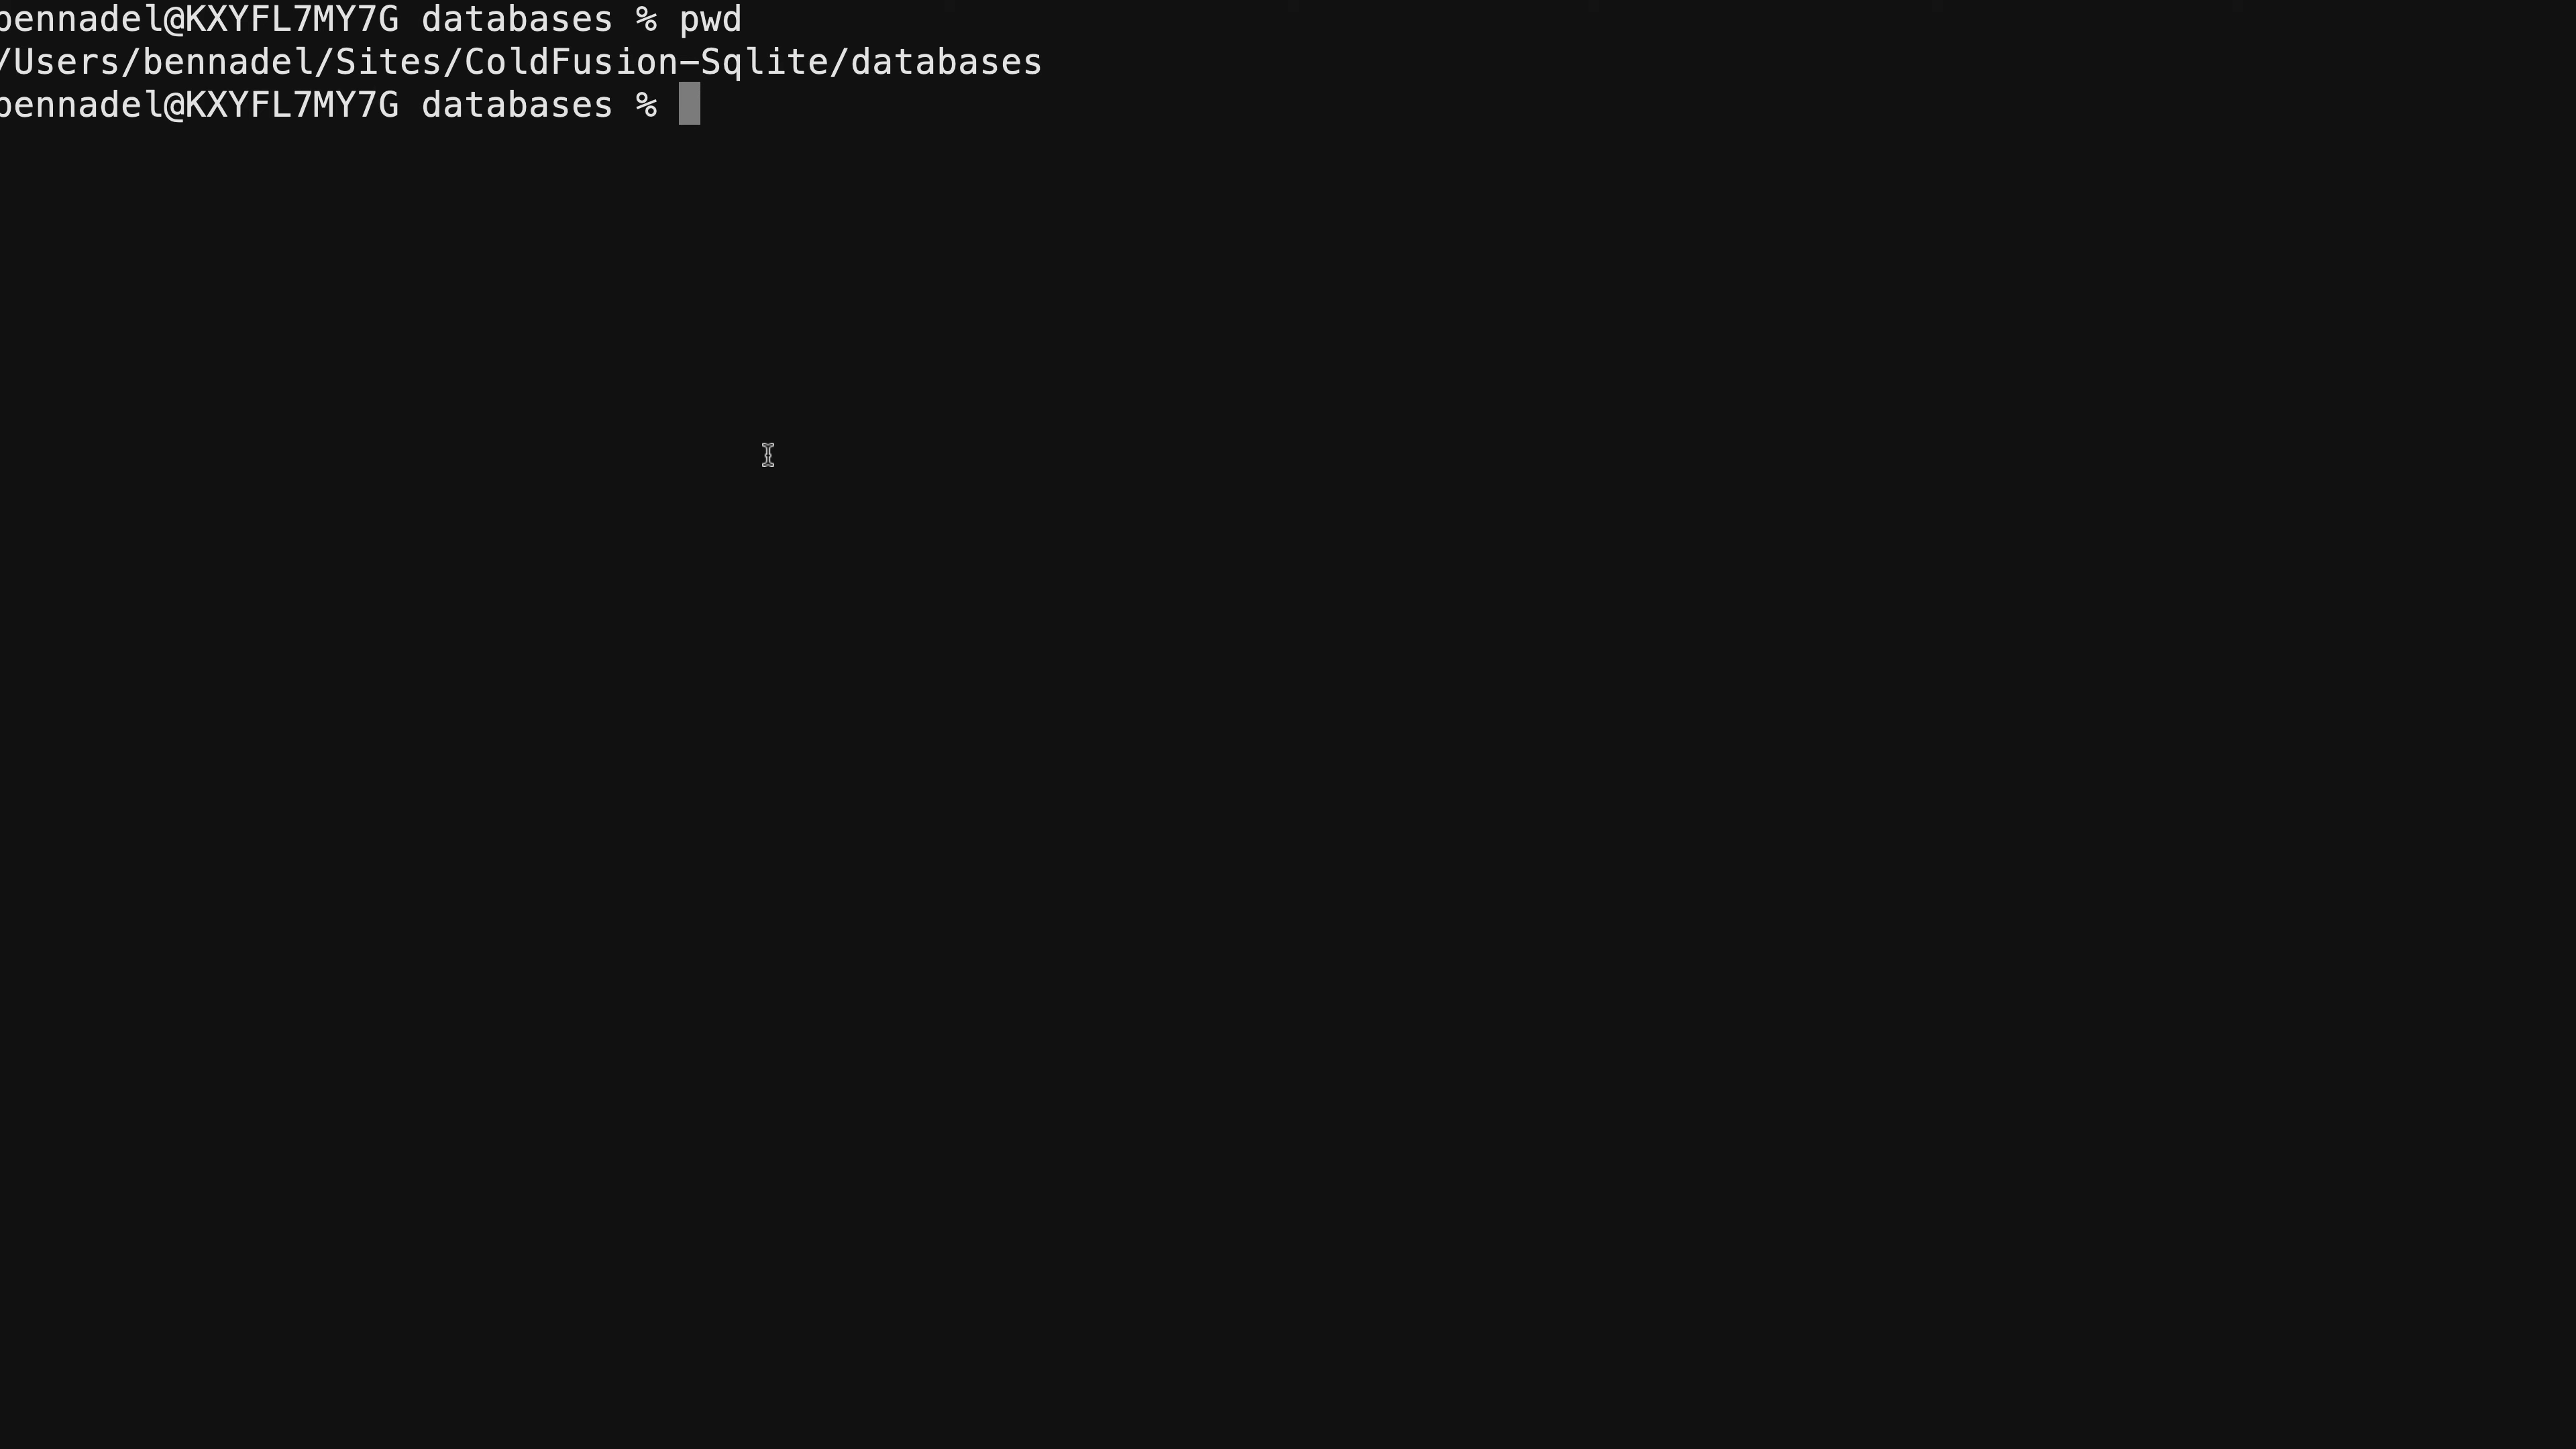 bennadel@KXYFL7MY7G databases % pwd
/Users/bennadel/Sites/ColdFusion-Sqlite/databases
bennadel@KXYFL7MY7G databases %